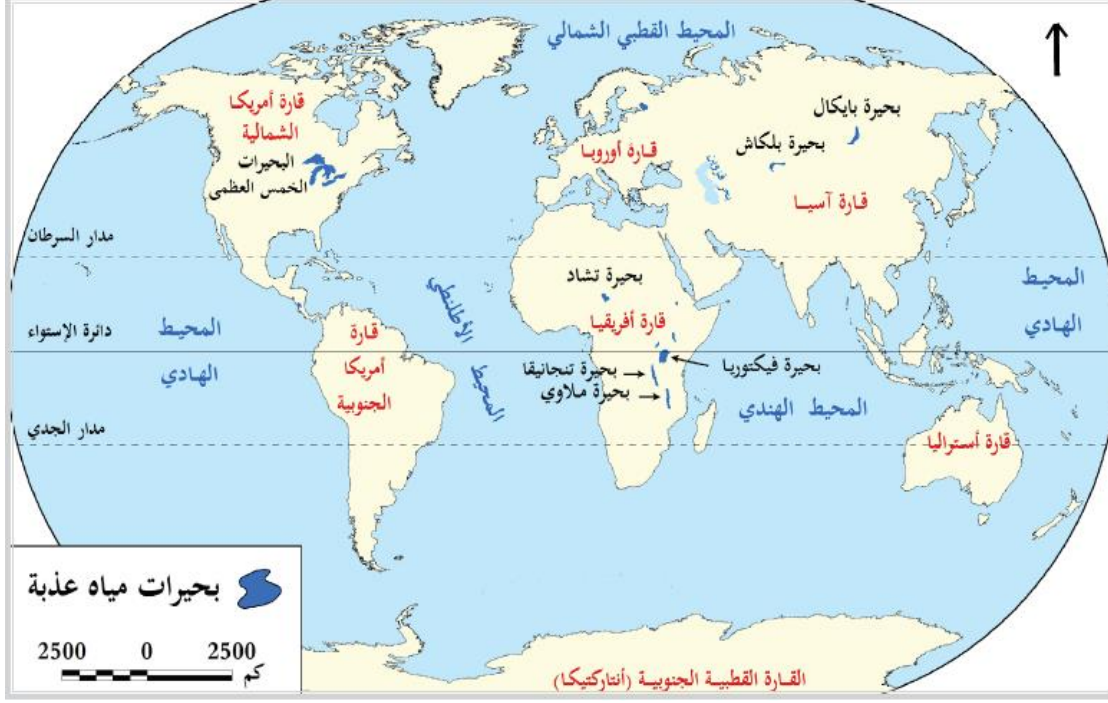 المحيط القطبي الشمالي
قارة أمريكا
الشمالية
البحيرات
الخمس العظمى
قارة أوروبا
بحيرة بايكال
بحيرة بلكاش
قزوين
قارة آسيا
مدار السرطان
بحيرة تشاد
قارة أفريقيا
المحيط
الأطلنطي
المحيط
الهادي
دائرة الإستواء
المحيط
الهادي
قارة
أمريكا
الجنوبية
بحيرة فيكتوريا
بحيرة تنجانيقا
بحيرة ملاوي
المحيط الهندي
مدار الجدي
قارة أستراليا
بحيرات مياه عذبة
2500 0 2500
كم
القارة القطبية الجنوبية (أنتاركتيكا)